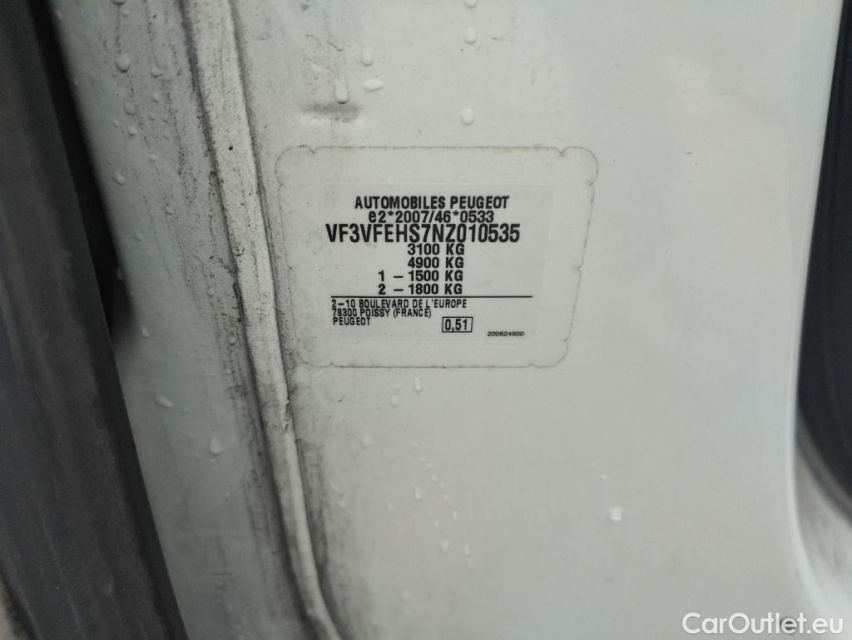 AUTOMOBILES PEUGEOT
e2*2007/46*0533
VF3VFEHS7NZ010535
3100 KG
4900 KG
1 - 1500 KG
2 - 1800 KG
2-10 BOULEVARD DE L'EUROPE
78300 POISSY (FRANCE)
PEUGEOT
0,51
200624900
CarOutlet.eu